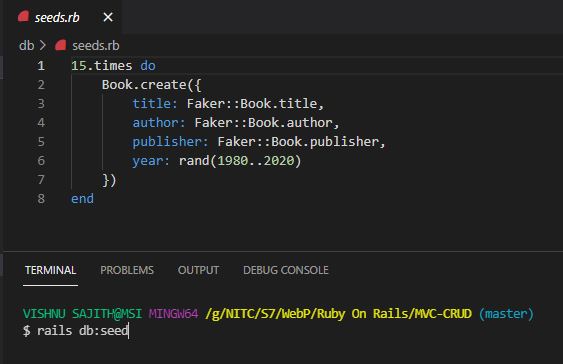 seeds.rb
db > seeds.rb
1 15.times do
2     Book.create({
3         title: Faker::Book.title,
4         author: Faker::Book.author,
5         publisher: Faker::Book.publisher,
6         year: rand(1980..2020)
7     })
8 end
TERMINAL PROBLEMS OUTPUT DEBUG CONSOLE
VISHNU SAJITH@MSI MINGW64 /g/NITC/S7/WebP/Ruby On Rails/MVC-CRUD (master)
$ rails db:seed